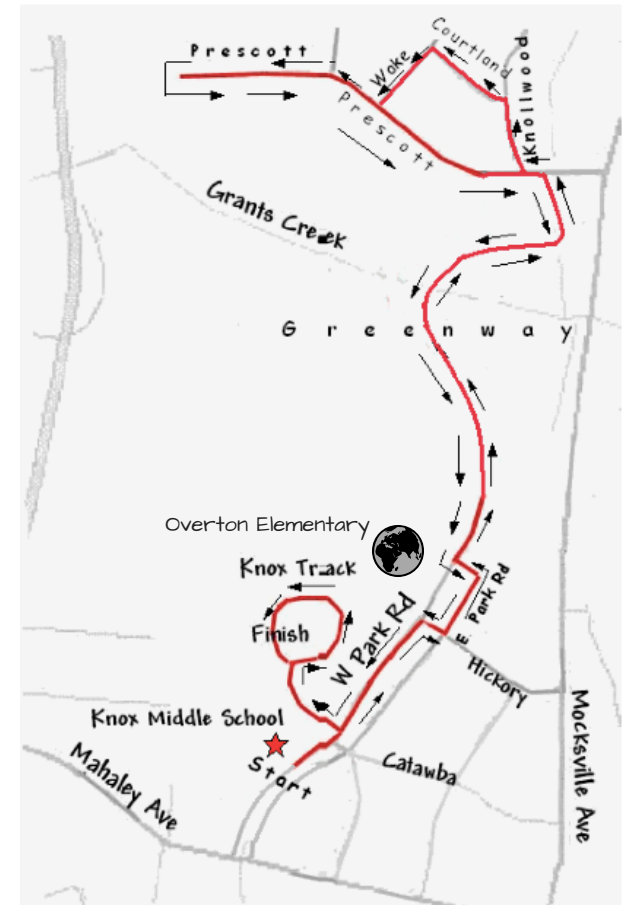 Prescott
Courtland
Wake
Knollwood
Prescott
Grants Creek
Greenway
Overton Elementary
Knox Track
Finish
W Park Rd
E Park Rd
Hickory
Knox Middle School
Start
Catawba
Mahaley Ave
Mocksville Ave